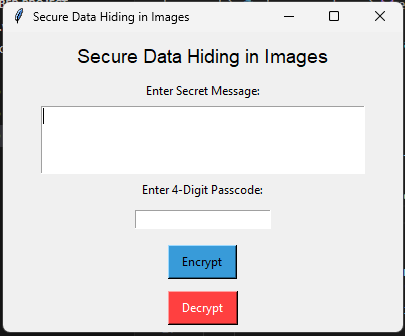 Secure Data Hiding in Images
Secure Data Hiding in Images
Enter Secret Message:
Enter 4-Digit Passcode:
Encrypt
Decrypt